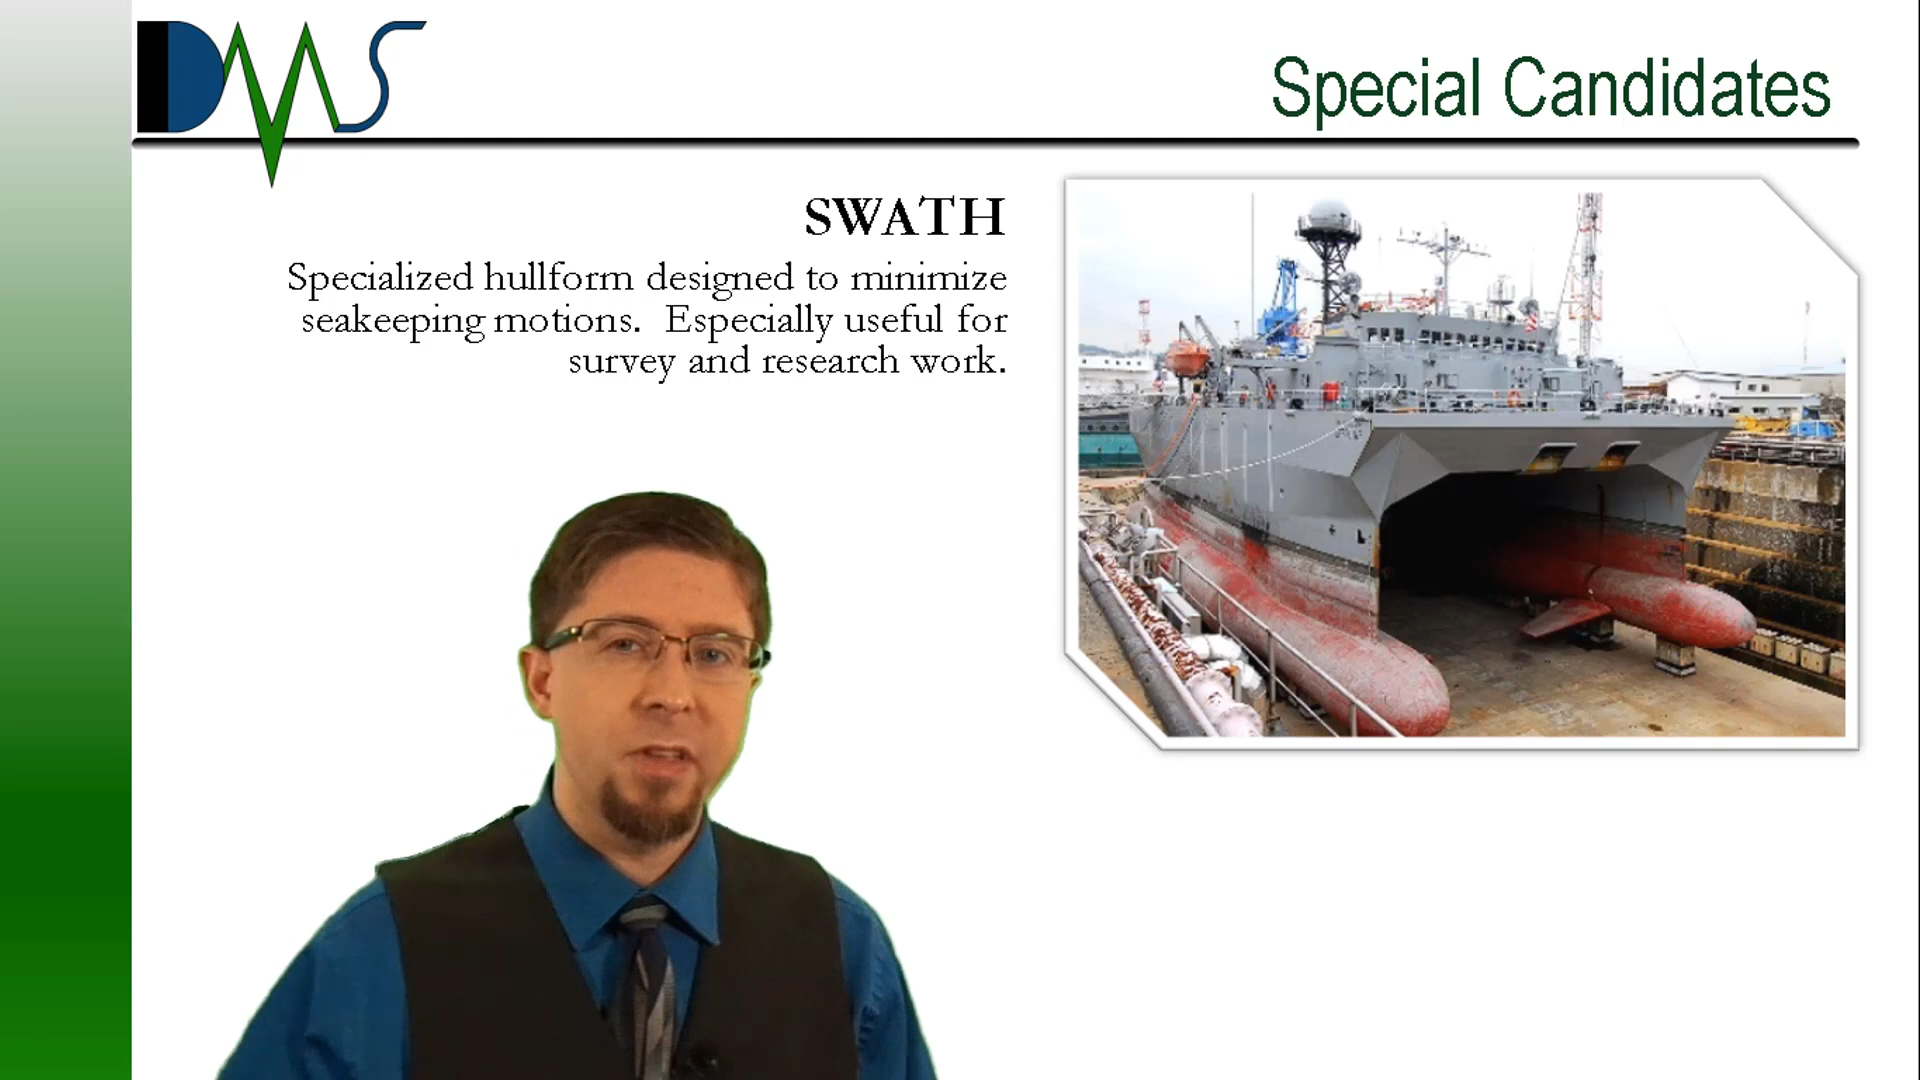 DMS
Special Candidates
SWATH
Specialized hullform designed to minimize
seakeeping motions.  Especially useful for
survey and research work.